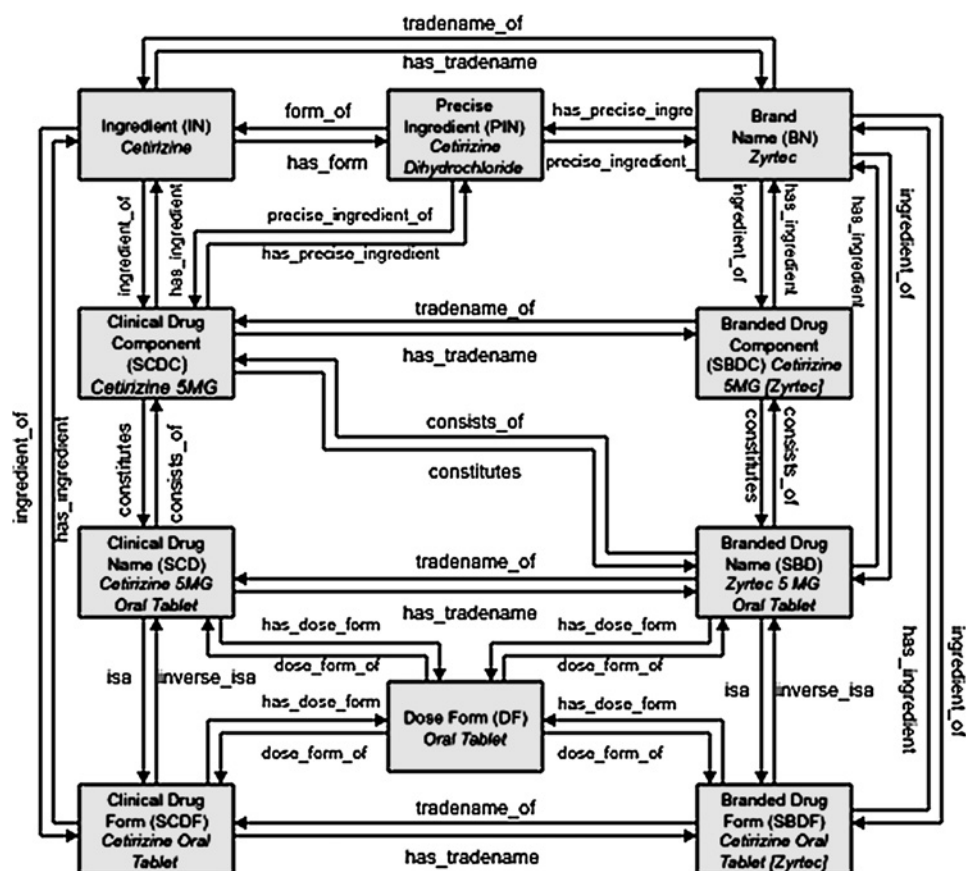 tradename_of
has_tradename
Ingredient (IN)
Cetirizine
form_of
has_form
Precise
Ingredient (PIN)
Cetirizine
Dihydrochloride
has_precise_ingre
precise_ingredient_
Brand
Name (BN)
Zyrtec
ingredient_of
has_ingredient
precise_ingredient_of
has_precise_ingredient
ingredient_of
has_ingredient
has_ingredient
ingredient_of
Clinical Drug
Component
(SCDC)
Cetirizine 5MG
tradename_of
has_tradename
Branded Drug
Component
(SBDC) Cetirizine
5MG [Zyrtec]
ingredient_of
has_ingredient
constitutes
consists_of
consists_of
constitutes
constitutes
consists_of
Clinical Drug
Name (SCD)
Cetirizine 5MG
Oral Tablet
tradename_of
has_tradename
Branded Drug
Name (SBD)
Zyrtec 5 MG
Oral Tablet
has_dose_form
dose_form_of
has_dose_form
dose_form_of
isa
inverse_isa
isa
inverse_isa
has_ingredient
ingredient_of
has_dose_form
dose_form_of
Dose Form (DF)
Oral Tablet
has_dose_form
dose_form_of
Clinical Drug
Form (SCDF)
Cetirizine Oral
Tablet
tradename_of
has_tradename
Branded Drug
Form (SBDF)
Cetirizine Oral
Tablet [Zyrtec]